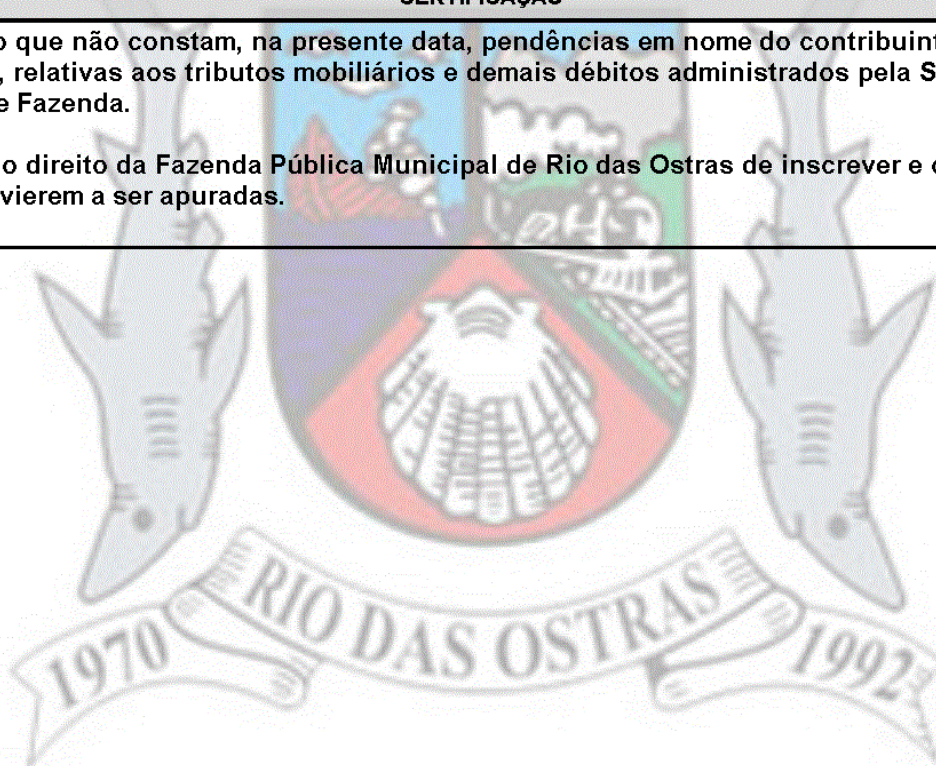 CERTIFICAÇÃO
que não constam, na presente data, pendências em nome do contribuint
, relativas aos tributos mobiliários e demais débitos administrados pela S
e Fazenda.
o direito da Fazenda Pública Municipal de Rio das Ostras de inscrever e
vierem a ser apuradas.
RIO DAS OSTRAS
1970
1992